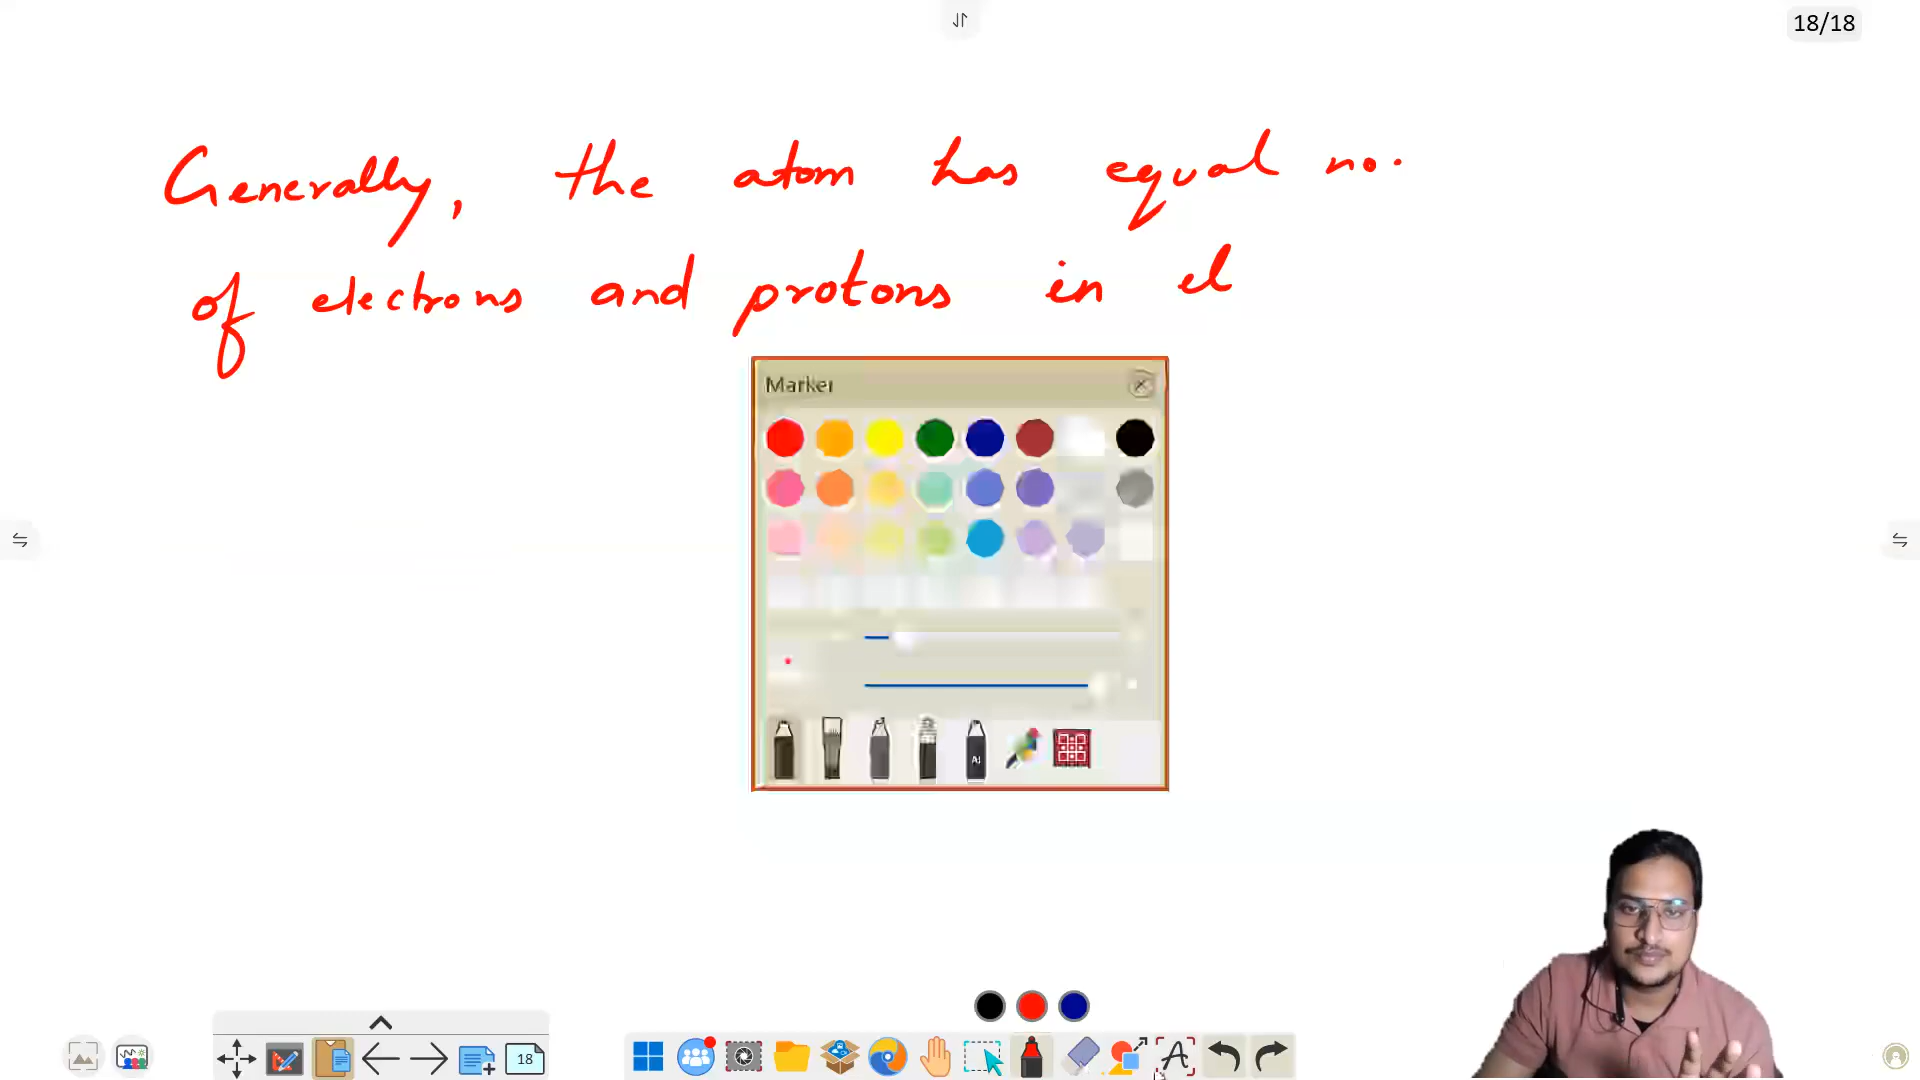 18/18
Generally, the atom has equal no.
of electrons and protons in el
Marker
A
18